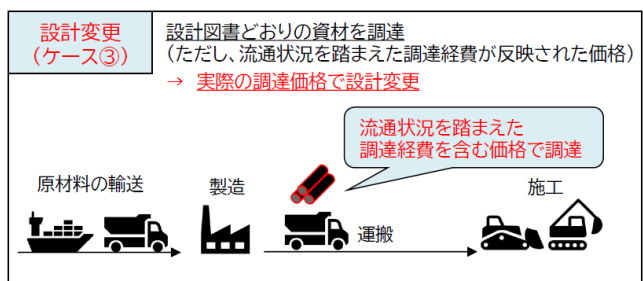 設計変更
(ケース③)
設計図書どおりの資材を調達
(ただし、流通状況を踏まえた調達経費が反映された価格)
→ 実際の調達価格で設計変更
流通状況を踏まえた
調達経費を含む価格で調達
原材料の輸送
製造
施工
運搬